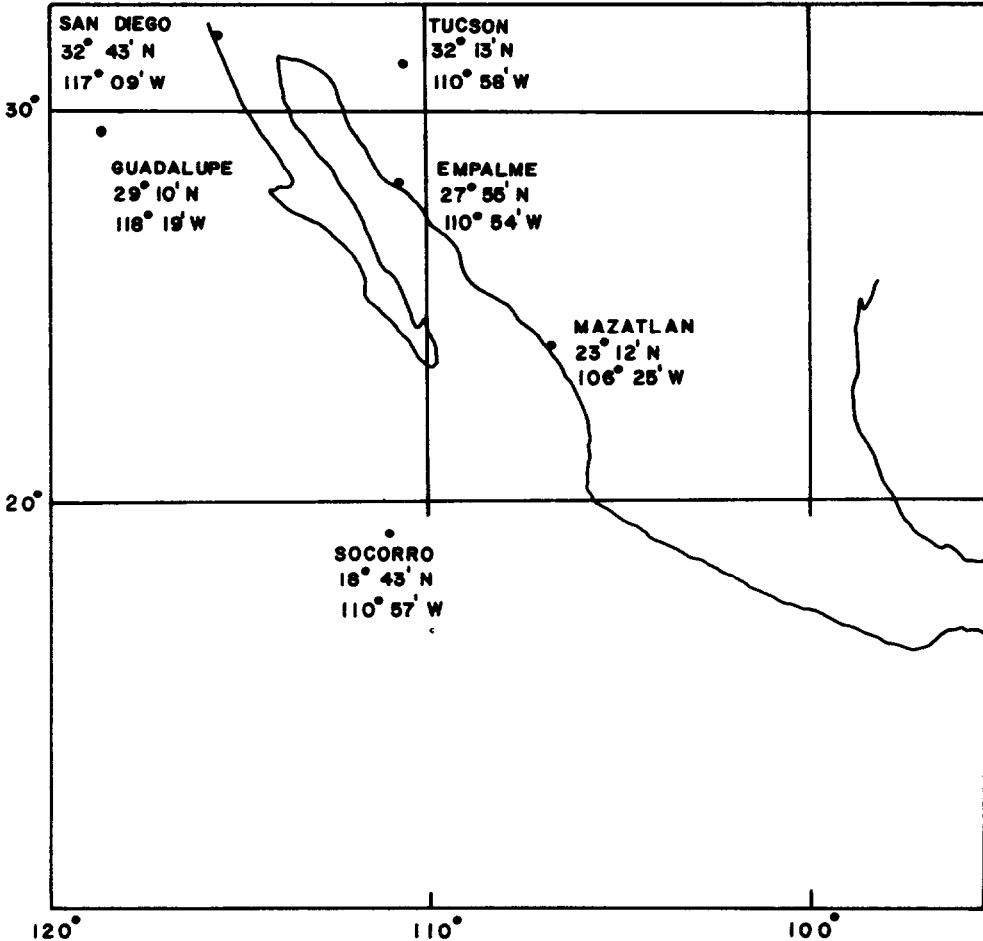 SAN DIEGO
32° 43' N
117° 09' W
TUCSON
32° 13' N
110° 58' W
30°
GUADALUPE
29° 10' N
118° 19' W
EMPALME
27° 55' N
110° 54' W
MAZATLAN
23° 12' N
106° 25' W
20°
SOCORRO
18° 43' N
110° 57' W
120°
110°
100°